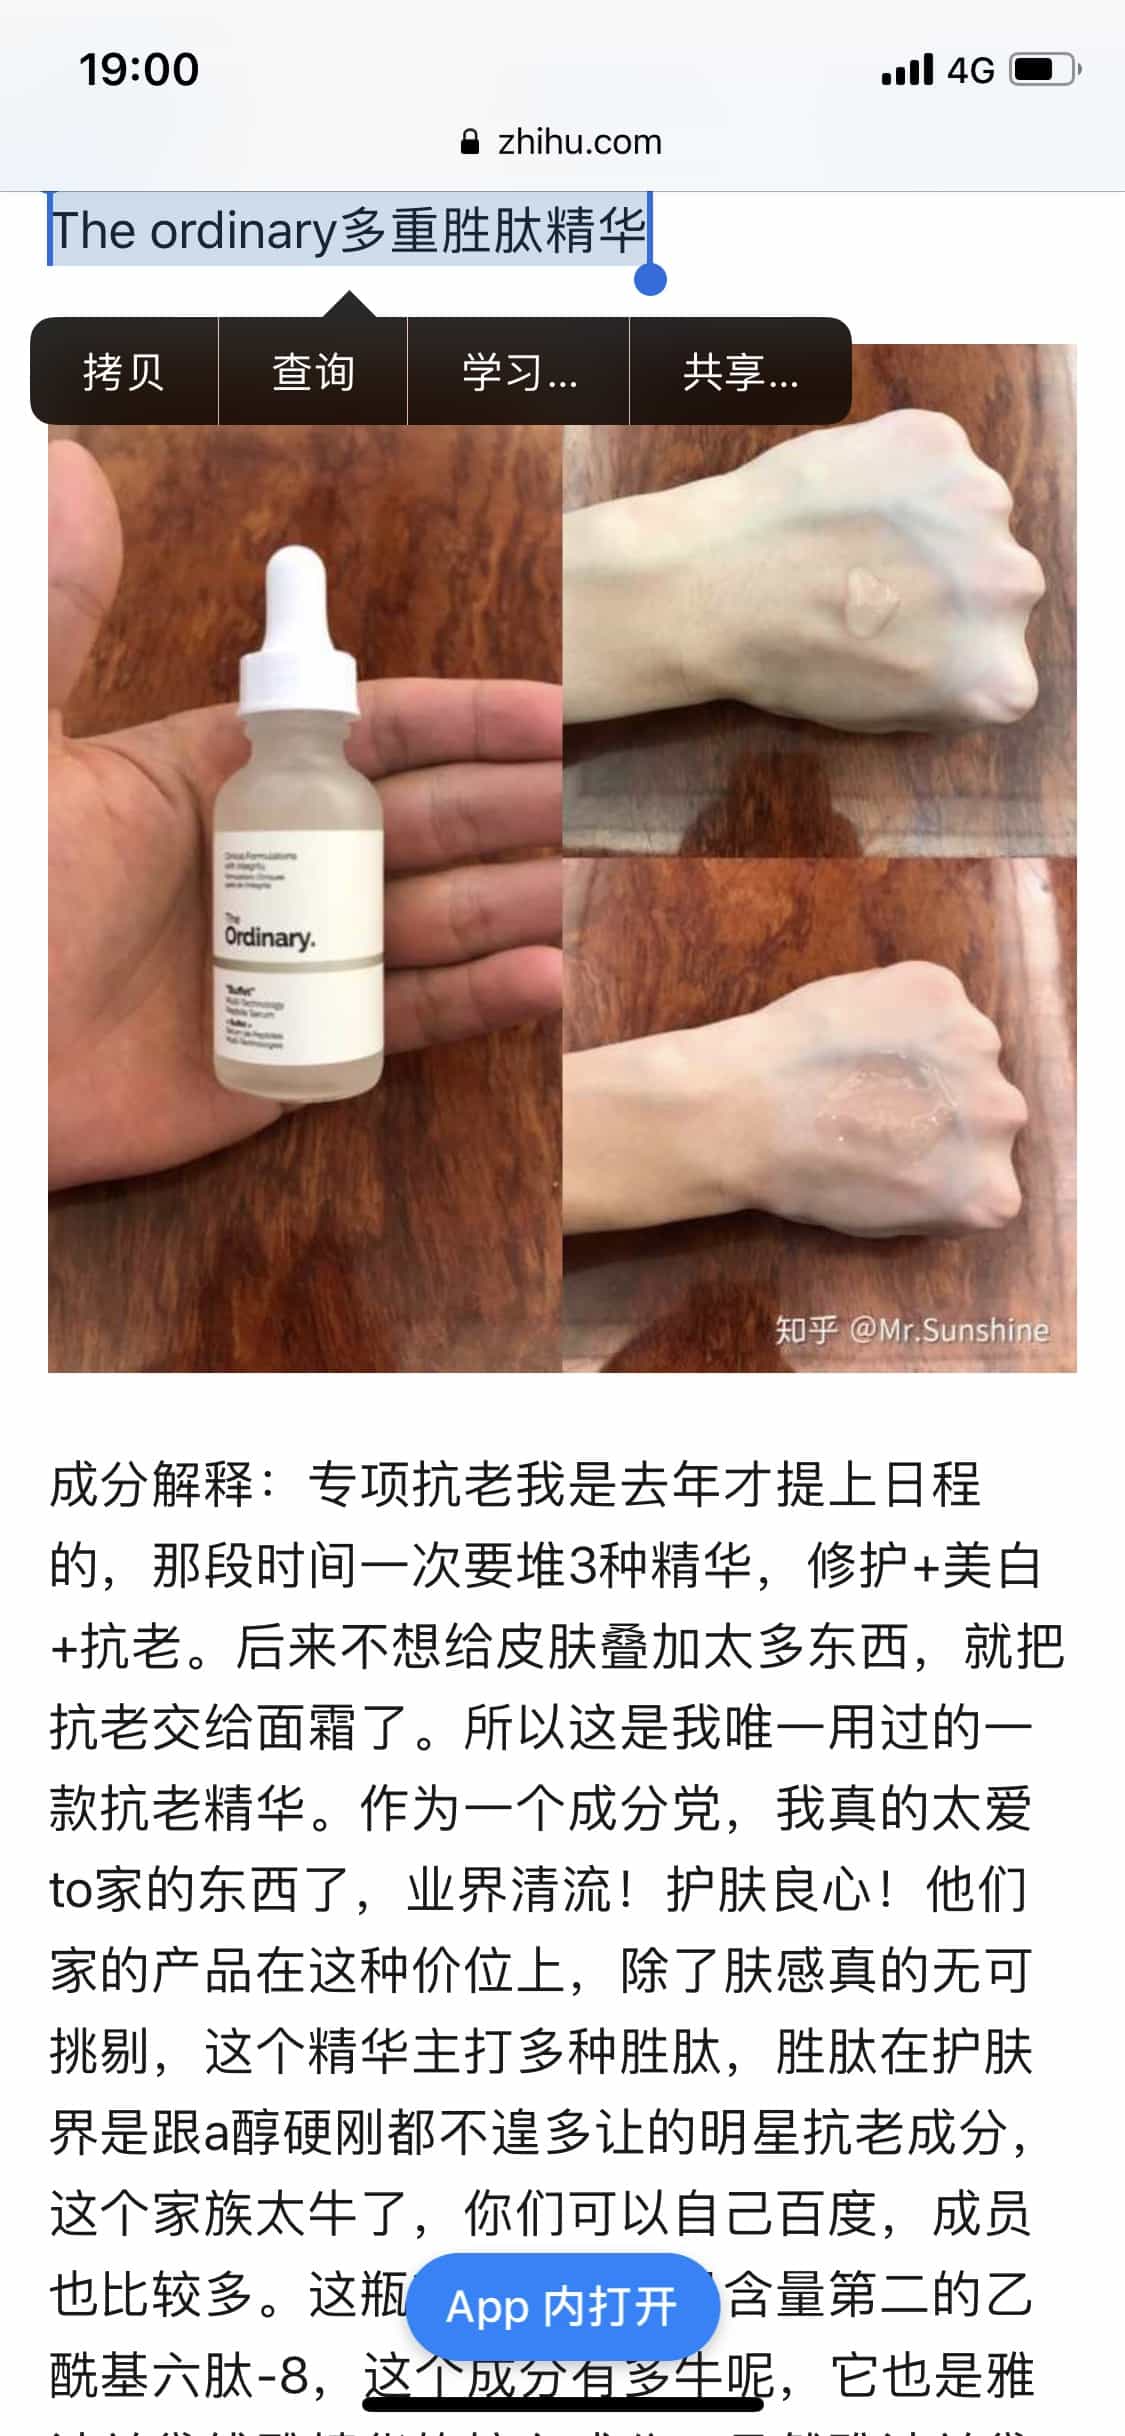 19:00
4G
zhihu.com
The ordinary多重胜肽精华
拷贝
查询
学习...
共享...
Clinical Formulations
with Integrity.
The
Ordinary.
"Buffet"
Multi-Technology
Peptide Serum
知乎 @Mr.Sunshine
成分解释：专项抗老我是去年才提上日程
的，那段时间一次要堆3种精华，修护+美白
+抗老。后来不想给皮肤叠加太多东西，就把
抗老交给面霜了。所以这是我唯一用过的一
款抗老精华。作为一个成分党，我真的太爱
to家的东西了，业界清流！护肤良心！他们
家的产品在这种价位上，除了肤感真的无可
挑剔，这个精华主打多种胜肽，胜肽在护肤
界是跟a醇硬刚都不遑多让的明星抗老成分，
这个家族太牛了，你们可以自己百度，成员
也比较多。这瓶
含量第二的乙
App 内打开
酰基六肽-8，这个成分有多牛呢，它也是雅